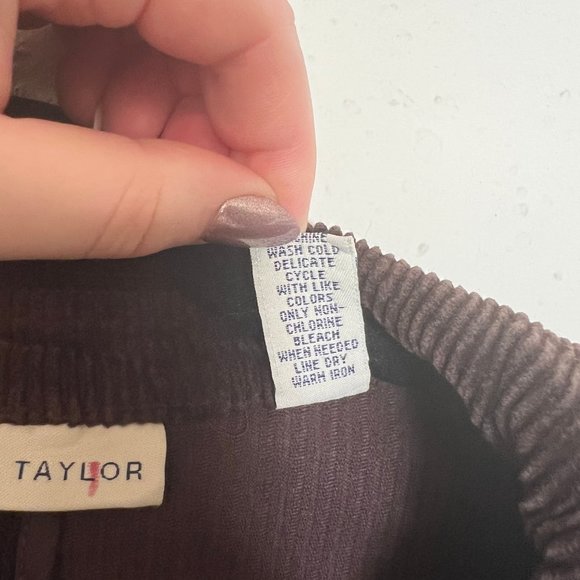 WASH COLD
DELICATE
CYCLE
WITH LIKE
COLORS
ONLY NON-
CHLORINE
BLEACH
WHEN NEEDED
LINE DRY
WARM IRON
TAYLOR